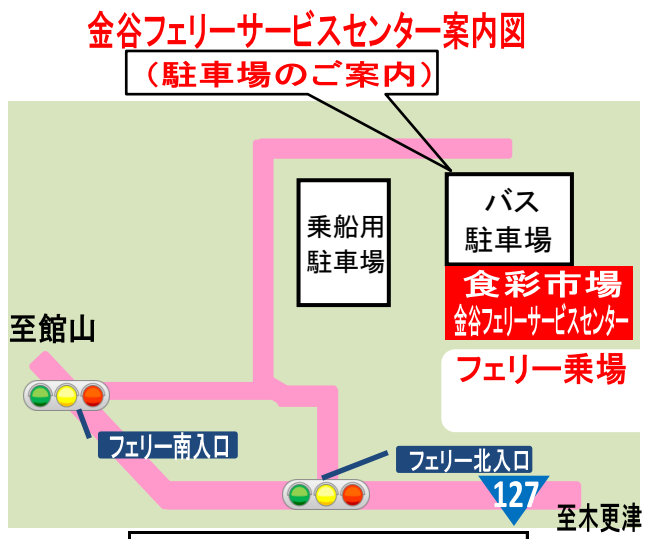 金谷フェリーサービスセンター案内図
（駐車場のご案内）
バス
駐車場
乗船用
駐車場
食彩市場
金谷フェリーサービスセンター
至館山
フェリー乗場
フェリー南入口
フェリー北入口
127
至木更津